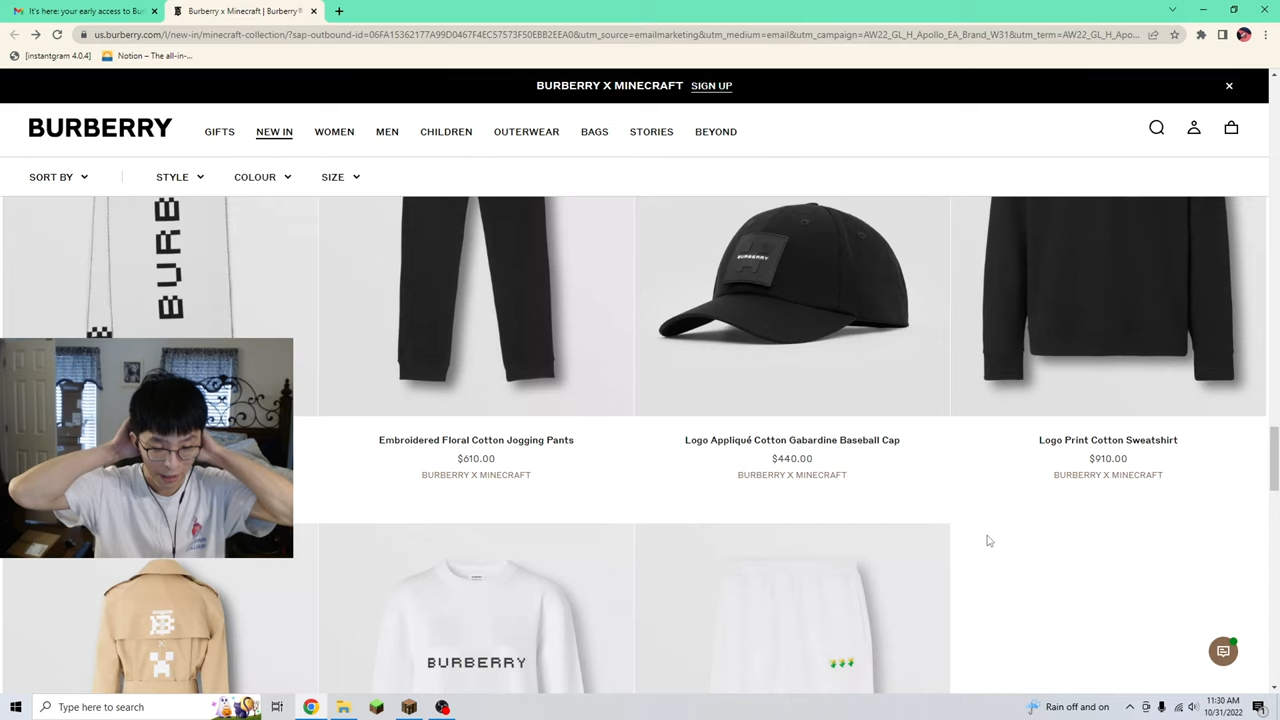 It's here: your early access to Bur
Burberry x Minecraft | Burberry®
us.burberry.com/l/new-in/minecraft-collection/?sap-outbound-id=06FA15362177A99D0467F4EC57573F50EBB2EEA0&utm_source=emailmarketing&utm_medium=email&utm_campaign=AW22_GL_H_Apollo_EA_Brand_W31&utm_term=AW22_GL_H_Apo...
[instantgram 4.0.4]
Notion – The all-in-...
BURBERRY X MINECRAFT SIGN UP
BURBERRY
GIFTS NEW IN WOMEN MEN CHILDREN OUTERWEAR BAGS STORIES BEYOND
SORT BY STYLE COLOUR SIZE
BURB
BURBERRY
Embroidered Floral Cotton Jogging Pants
$610.00
BURBERRY X MINECRAFT
Logo Appliqué Cotton Gabardine Baseball Cap
$440.00
BURBERRY X MINECRAFT
Logo Print Cotton Sweatshirt
$910.00
BURBERRY X MINECRAFT
BURBERRY
Type here to search
Rain off and on
11:30 AM
10/31/2022